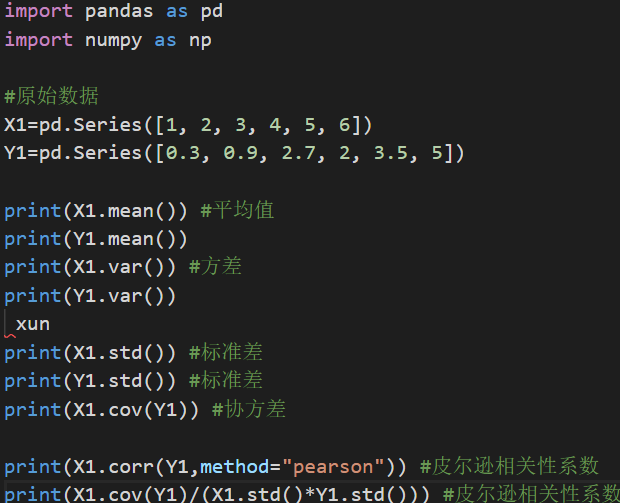 import pandas as pd
import numpy as np
#原始数据
X1=pd.Series([1, 2, 3, 4, 5, 6])
Y1=pd.Series([0.3, 0.9, 2.7, 2, 3.5, 5])
print(X1.mean()) #平均值
print(Y1.mean())
print(X1.var()) #方差
print(Y1.var())
xun
print(X1.std()) #标准差
print(Y1.std()) #标准差
print(X1.cov(Y1)) #协方差
print(X1.corr(Y1,method="pearson")) #皮尔逊相关性系数
print(X1.cov(Y1)/(X1.std()*Y1.std())) #皮尔逊相关性系数